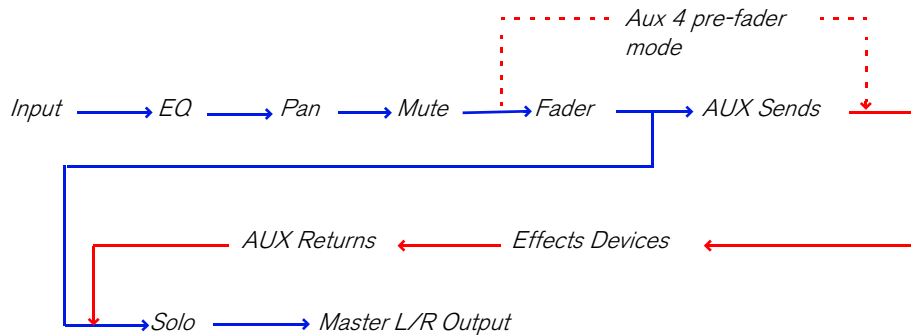 Aux 4 pre-fader
mode
Input EQ Pan Mute Fader AUX Sends
AUX Returns Effects Devices
Solo Master L/R Output